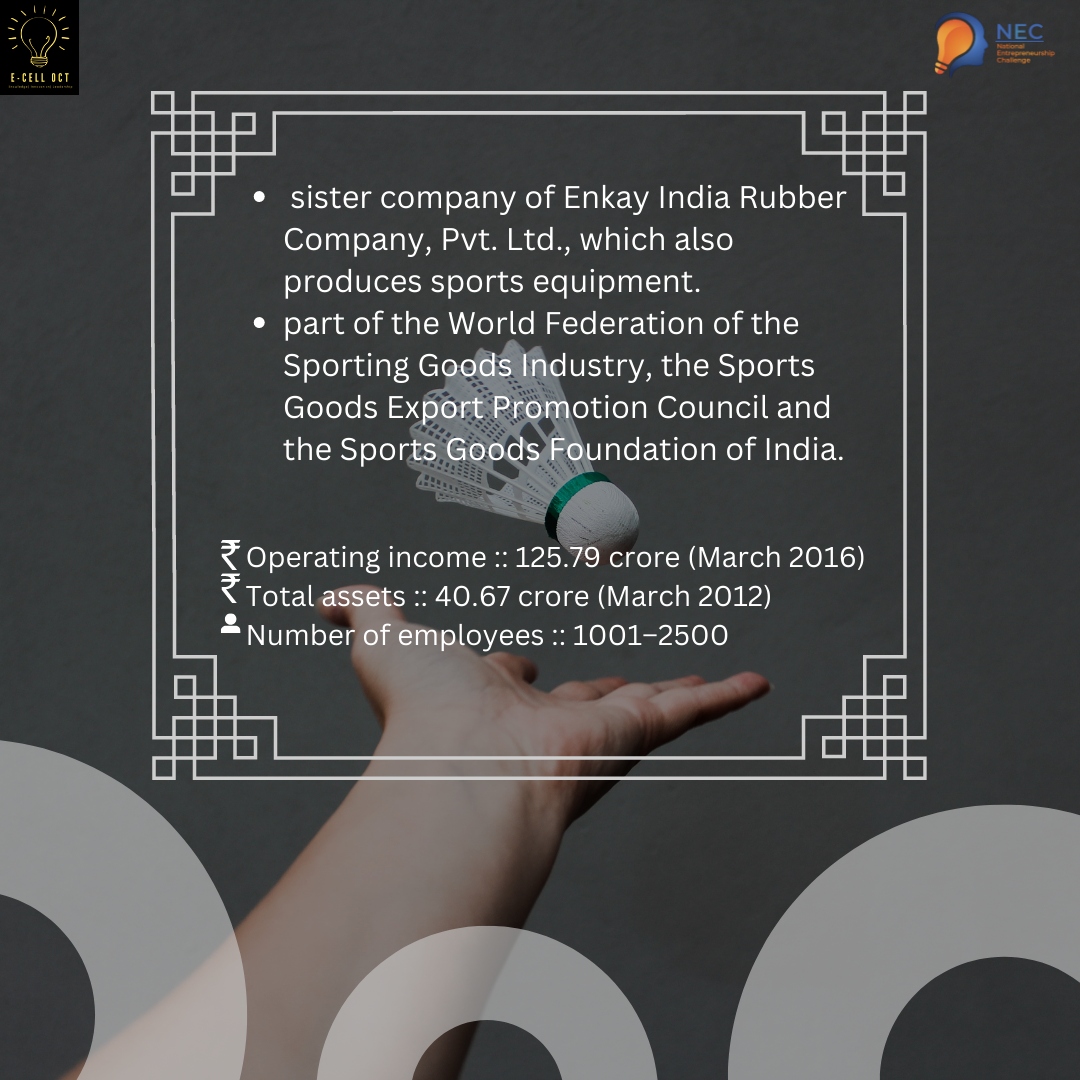 E-CELL OCT
NEC
National
Entrepreneurship
Challenge
• sister company of Enkay India Rubber
Company, Pvt. Ltd., which also
produces sports equipment.
• part of the World Federation of the
Sporting Goods Industry, the Sports
Goods Export Promotion Council and
the Sports Goods Foundation of India.
₹ Operating income :: 125.79 crore (March 2016)
₹ Total assets :: 40.67 crore (March 2012)
Number of employees :: 1001–2500